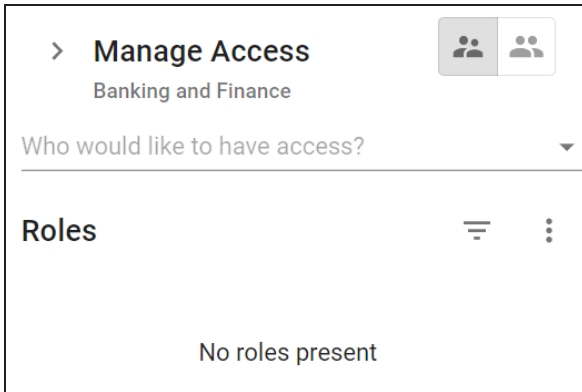 Manage Access
Banking and Finance
Who would like to have access?
Roles
No roles present